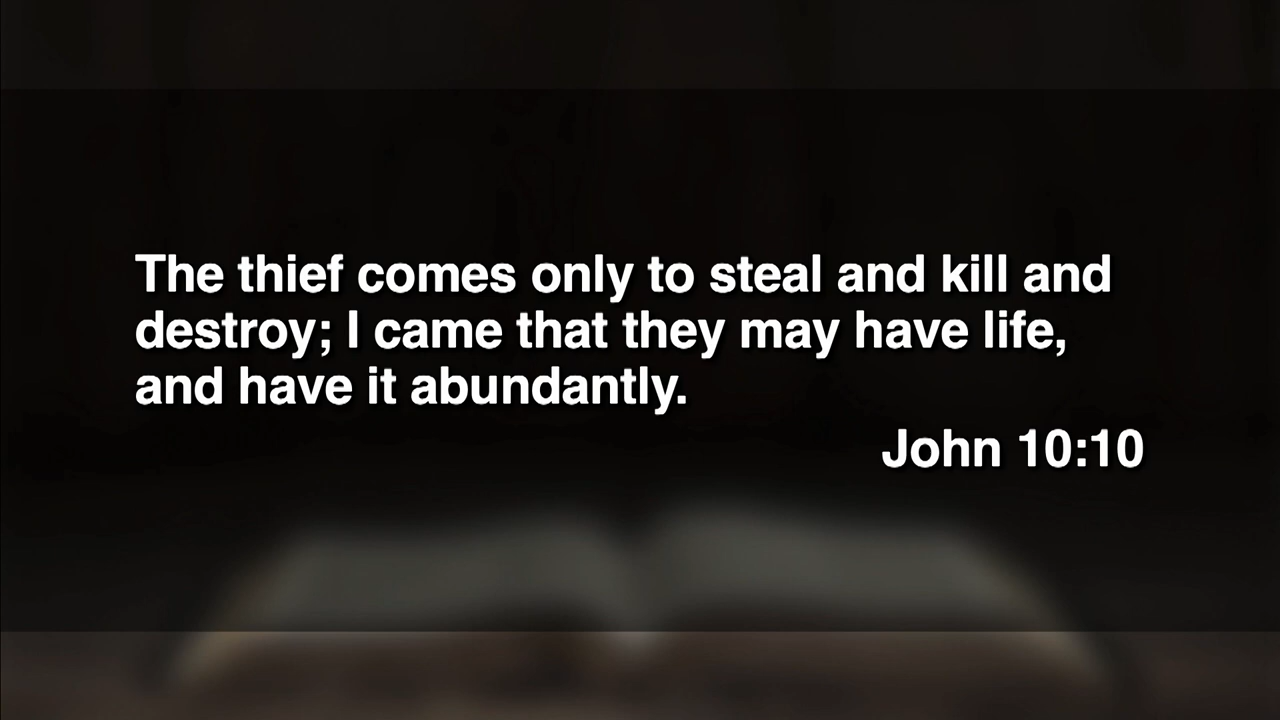 The thief comes only to steal and kill and
destroy; I came that they may have life,
and have it abundantly.
John 10:10